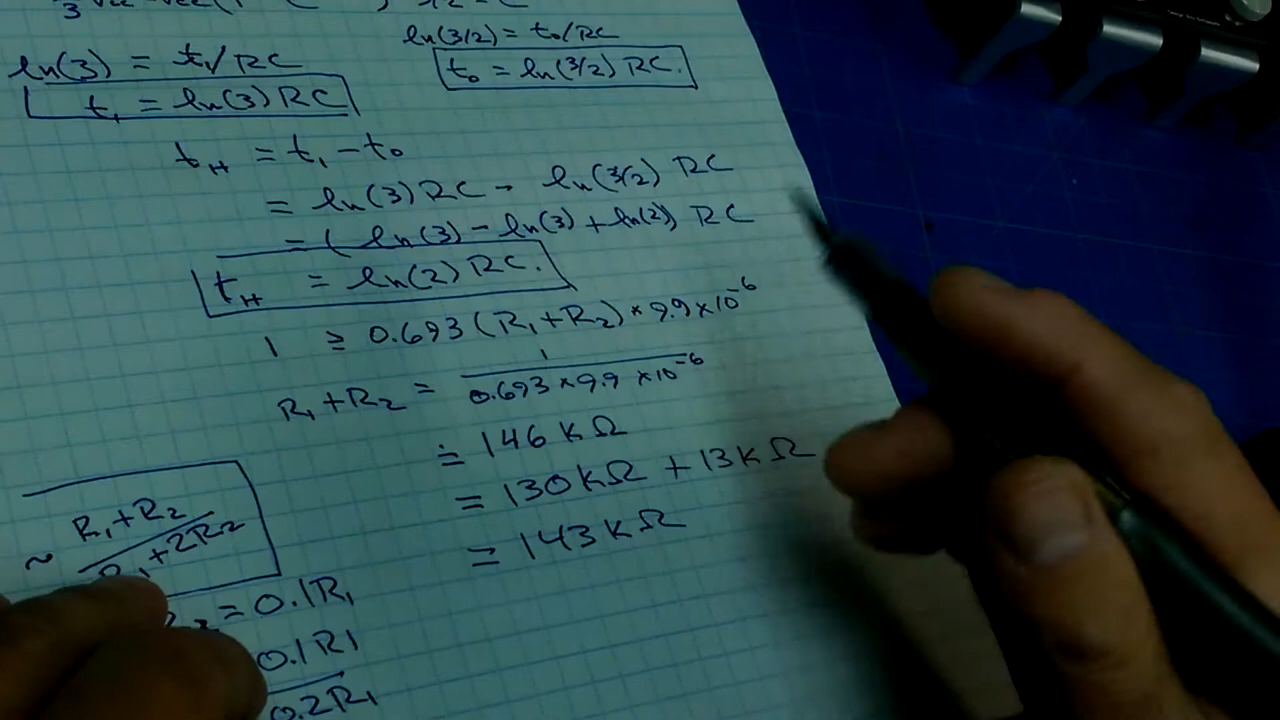 ln(3/2) = t₀/RC
ln(3) = t₁/RC
t₀ = ln(3/2) RC.
t₁ = ln(3) RC
t_H = t₁ - t₀
= ln(3) RC - ln(3/2) RC
= (ln(3) - ln(3) + ln(2)) RC
t_H = ln(2) RC.
1 ≥ 0.693 (R₁+R₂) * 9.9 × 10⁻⁶
R₁+R₂ = 1 / 0.693 * 9.9 × 10⁻⁶
≐ 146 KΩ
= 130 KΩ + 13 KΩ
= 143 KΩ
~ R₁+R₂ / R₁+2R₂
= 0.1R₁
0.1R1
0.2R₁